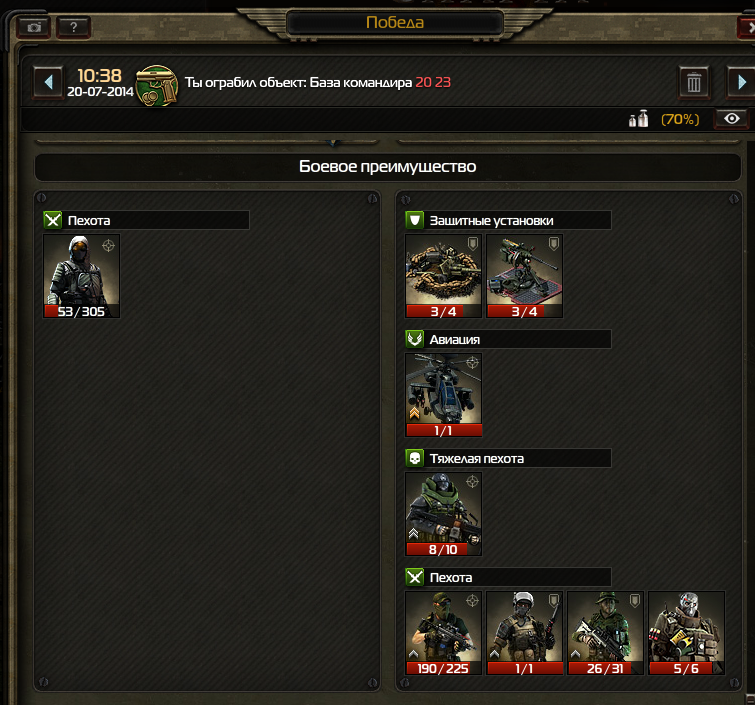 ?
Победа
10:38
20-07-2014
Ты ограбил объект: База командира 20 23
(70%)
Боевое преимущество
Пехота
53/305
Защитные установки
3/4 3/4
Авиация
1/1
Тяжелая пехота
8/10
Пехота
190/225 1/1 26/31 5/6